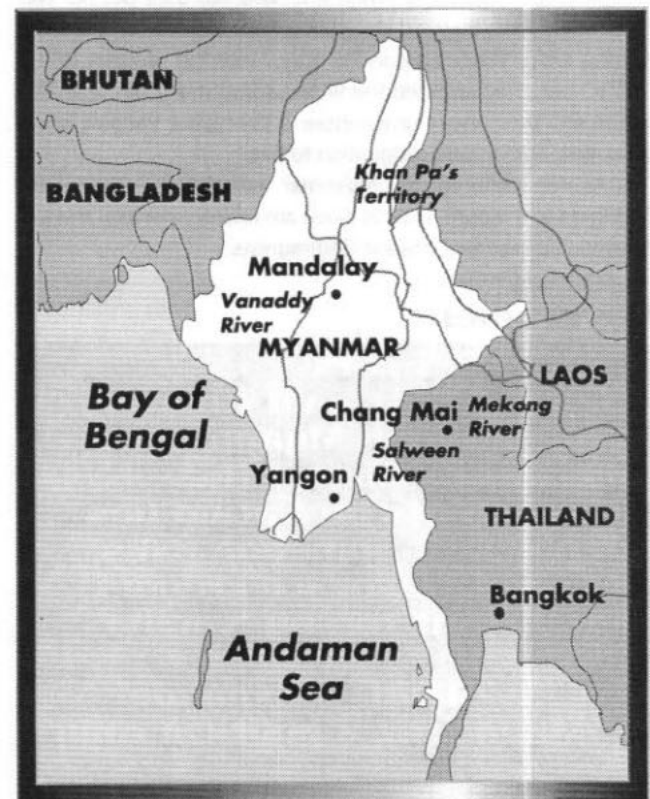 BHUTAN
Khan Pa's
Territory
BANGLADESH
Mandalay
Vanaddy
River
MYANMAR
LAOS
Bay of
Bengal
Chang Mai
Mekong
River
Salween
River
Yangon
THAILAND
Bangkok
Andaman
Sea